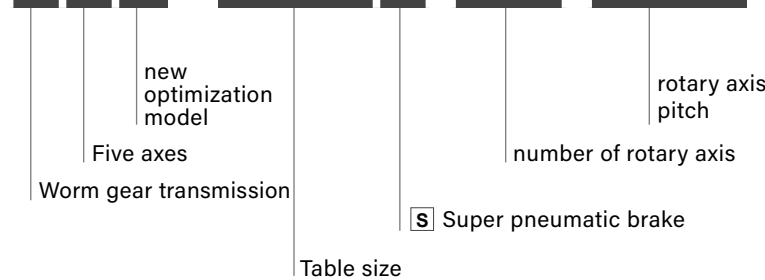 new
optimization
model
rotary axis
pitch
Five axes
number of rotary axis
Worm gear transmission
S Super pneumatic brake
Table size